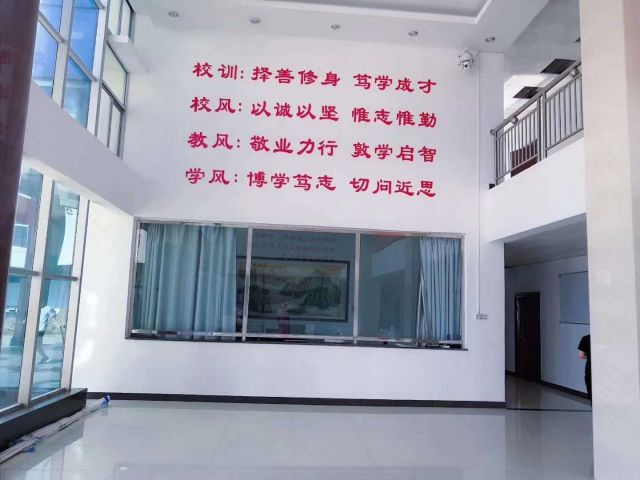 校训：择善修身 笃学成才
校风：以诚以坚 惟志惟勤
教风：敬业力行 敦学启智
学风：博学笃志 切问近思